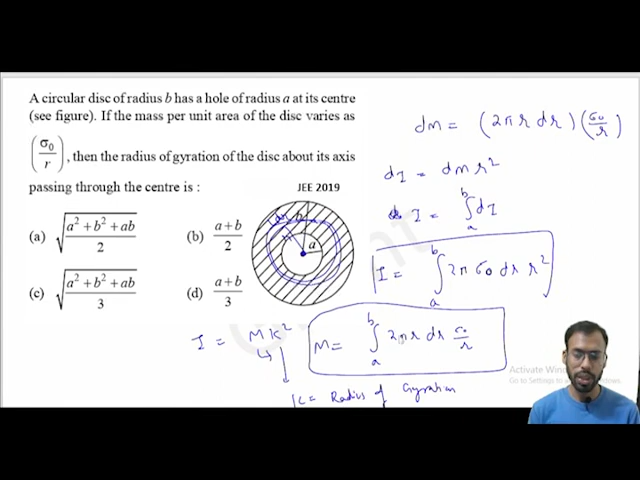 A circular disc of radius b has a hole of radius a at its centre
(see figure). If the mass per unit area of the disc varies as
(σ₀/r), then the radius of gyration of the disc about its axis
passing through the centre is :
JEE 2019
(a) √((a² + b² + ab)/2)
(b) (a+b)/2
(c) √((a² + b² + ab)/3)
(d) (a+b)/3
dr
b
a
dm = (2πr dr)(σ₀/r)
dI = dm r²
I = ∫ₐᵇ dI
I = ∫ₐᵇ 2π σ₀ dr r²/
I = MK²
M = ∫ₐᵇ 2πr dr σ₀/r
K = Radius of Gyration
Activate Win
Go to Settings to